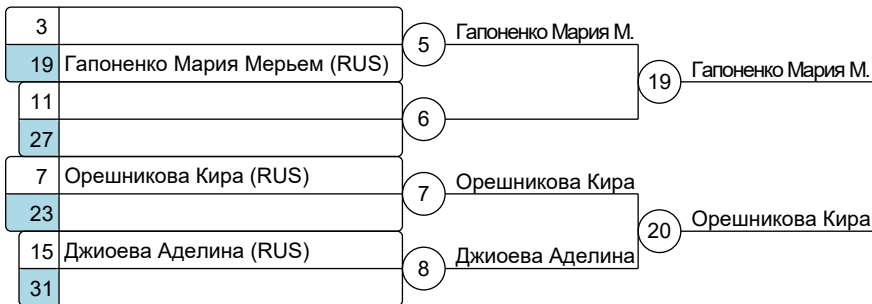 3
5
Гапоненко Мария М.
19 Гапоненко Мария Мерьем (RUS)
19
Гапоненко Мария М.
11
6
27
7 Орешникова Кира (RUS)
7
Орешникова Кира
23
20
Орешникова Кира
15 Джиоева Аделина (RUS)
8
Джиоева Аделина
31